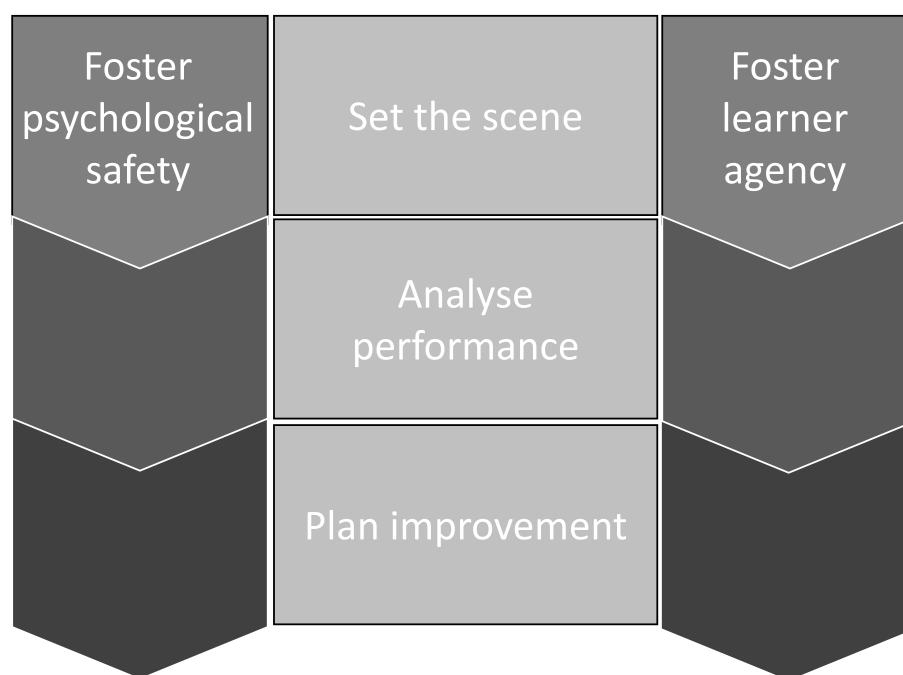 Foster
psychological
safety
Set the scene
Foster
learner
agency
Analyse
performance
Plan improvement